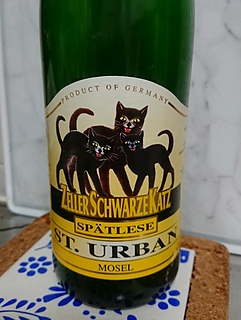 PRODUCT OF GERMANY
ZELLER SCHWARZE KATZ
SPÄTLESE
ST. URBAN
MOSEL